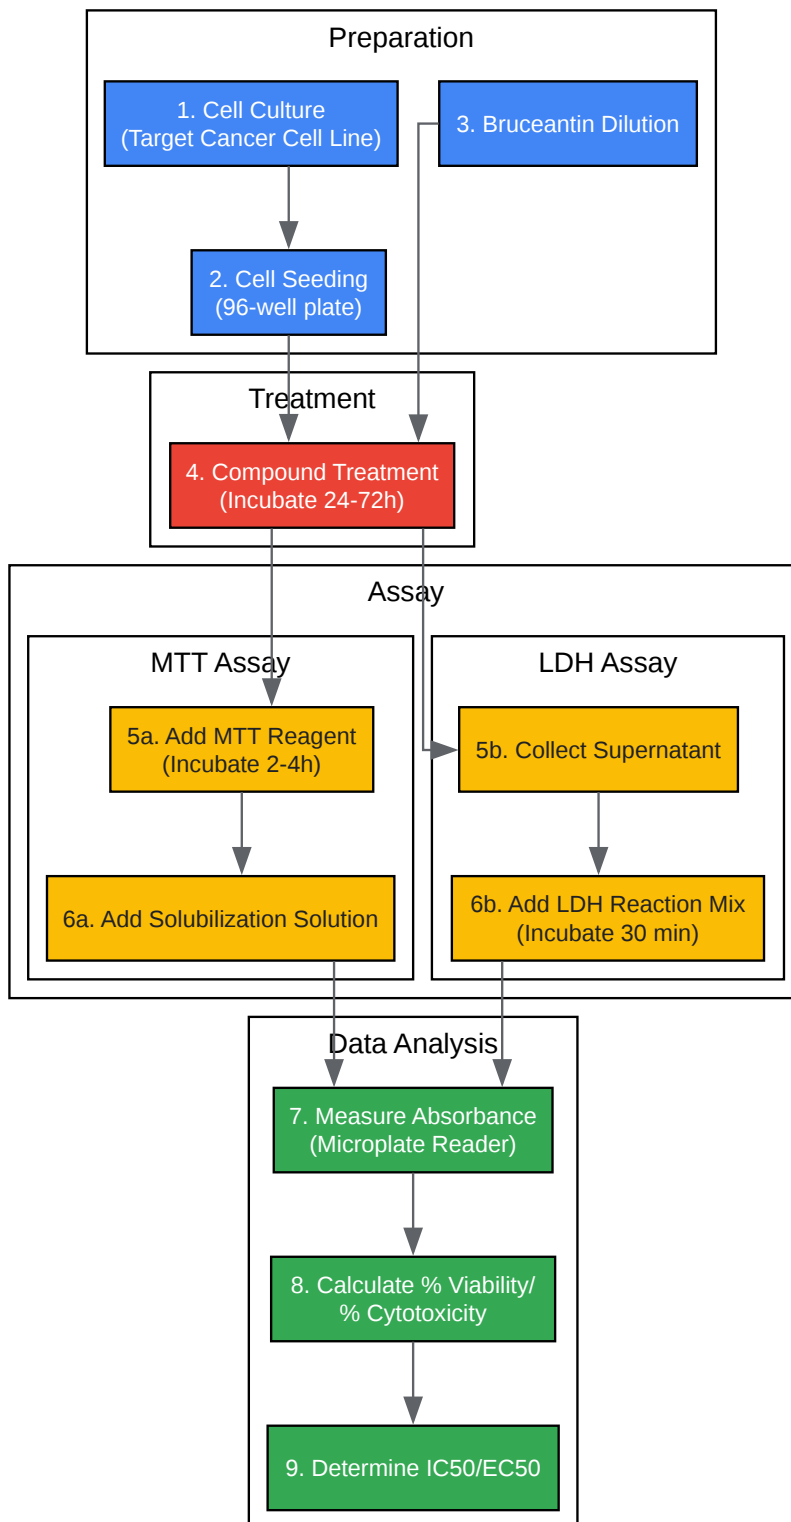 Preparation
1. Cell Culture
(Target Cancer Cell Line)
3. Bruceantin Dilution
2. Cell Seeding
(96-well plate)
Treatment
4. Compound Treatment
(Incubate 24-72h)
Assay
MTT Assay
LDH Assay
5a. Add MTT Reagent
(Incubate 2-4h)
5b. Collect Supernatant
6a. Add Solubilization Solution
6b. Add LDH Reaction Mix
(Incubate 30 min)
Data Analysis
7. Measure Absorbance
(Microplate Reader)
8. Calculate % Viability/
% Cytotoxicity
9. Determine IC50/EC50